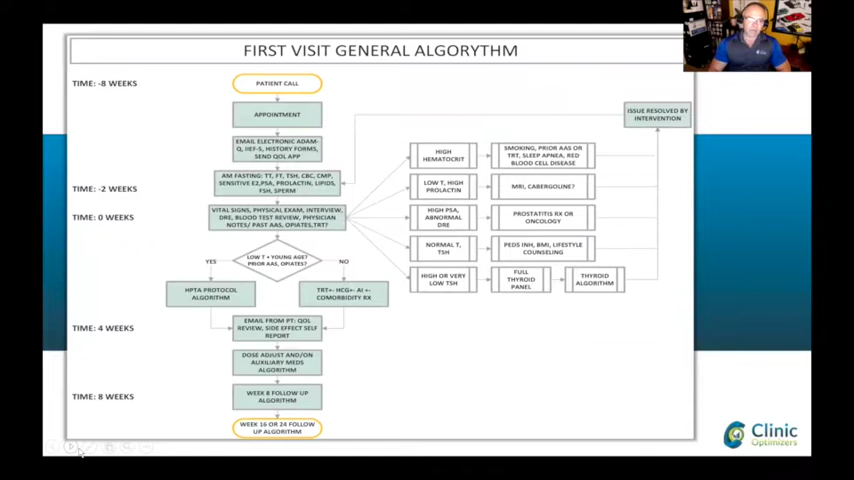 FIRST VISIT GENERAL ALGORYTHM
TIME: -8 WEEKS
PATIENT CALL
APPOINTMENT
EMAIL ELECTRONIC ADAM-
Q, IIEF-5, HISTORY FORMS,
SEND QOL APP
TIME: -2 WEEKS
AM FASTING: TT, FT, TSH, CBC, CMP,
SENSITIVE E2,PSA, PROLACTIN, LIPIDS,
FSH, SPERM
TIME: 0 WEEKS
VITAL SIGNS, PHYSICAL EXAM, INTERVIEW,
DRE, BLOOD TEST REVIEW, PHYSICIAN
NOTES/ PAST AAS, OPIATES,TRT?
YES
LOW T + YOUNG AGE?
PRIOR AAS, OPIATES?
NO
HPTA PROTOCOL
ALGORITHM
TRT+- HCG+- AI +-
COMORBIDITY RX
TIME: 4 WEEKS
EMAIL FROM PT: QOL
REVIEW, SIDE EFFECT SELF
REPORT
DOSE ADJUST AND/ON
AUXILIARY MEDS
ALGORITHM
TIME: 8 WEEKS
WEEK 8 FOLLOW UP
ALGORITHM
WEEK 16 OR 24 FOLLOW
UP ALGORITHM
ISSUE RESOLVED BY
INTERVENTION
HIGH
HEMATOCRIT
SMOKING, PRIOR AAS OR
TRT, SLEEP APNEA, RED
BLOOD CELL DISEASE
LOW T, HIGH
PROLACTIN
MRI, CABERGOLINE?
HIGH PSA,
ABNORMAL
DRE
PROSTATITIS RX OR
ONCOLOGY
NORMAL T,
TSH
PEDS INH, BMI, LIFESTYLE
COUNSELING
HIGH OR VERY
LOW TSH
FULL
THYROID
PANEL
THYROID
ALGORITHM
Clinic
Optimizers